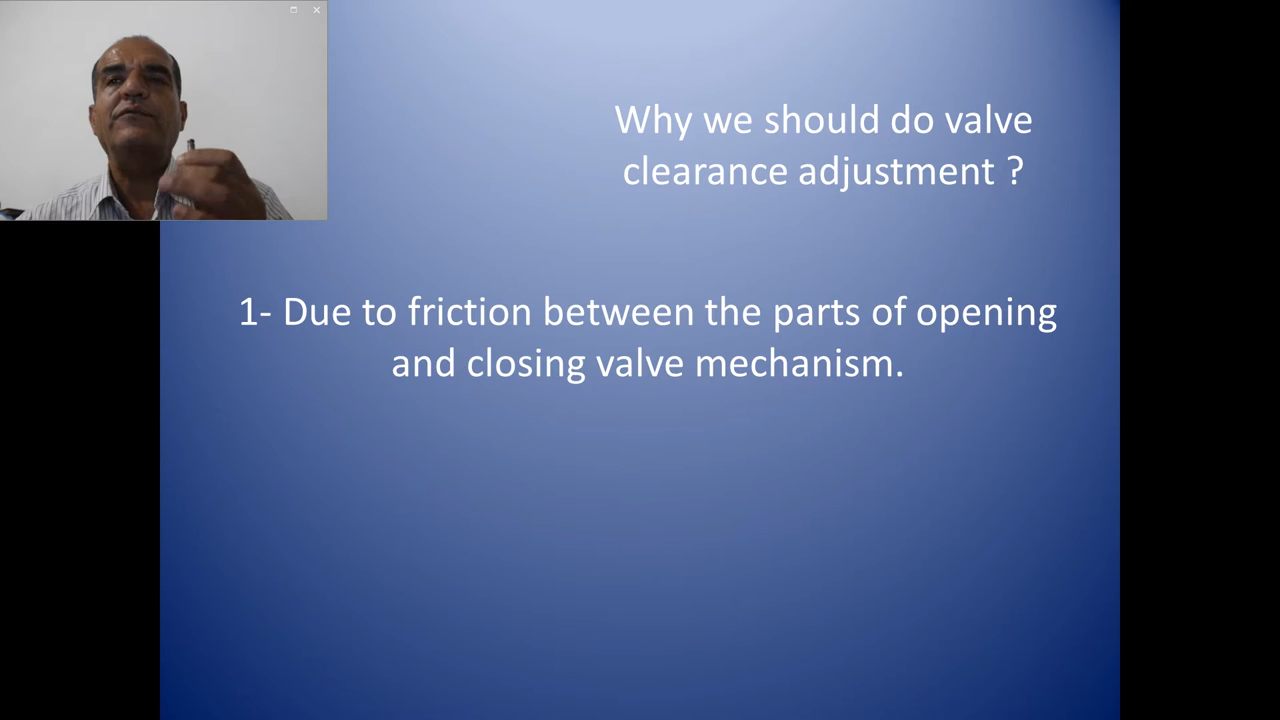 Why we should do valve
clearance adjustment ?
1- Due to friction between the parts of opening
and closing valve mechanism.